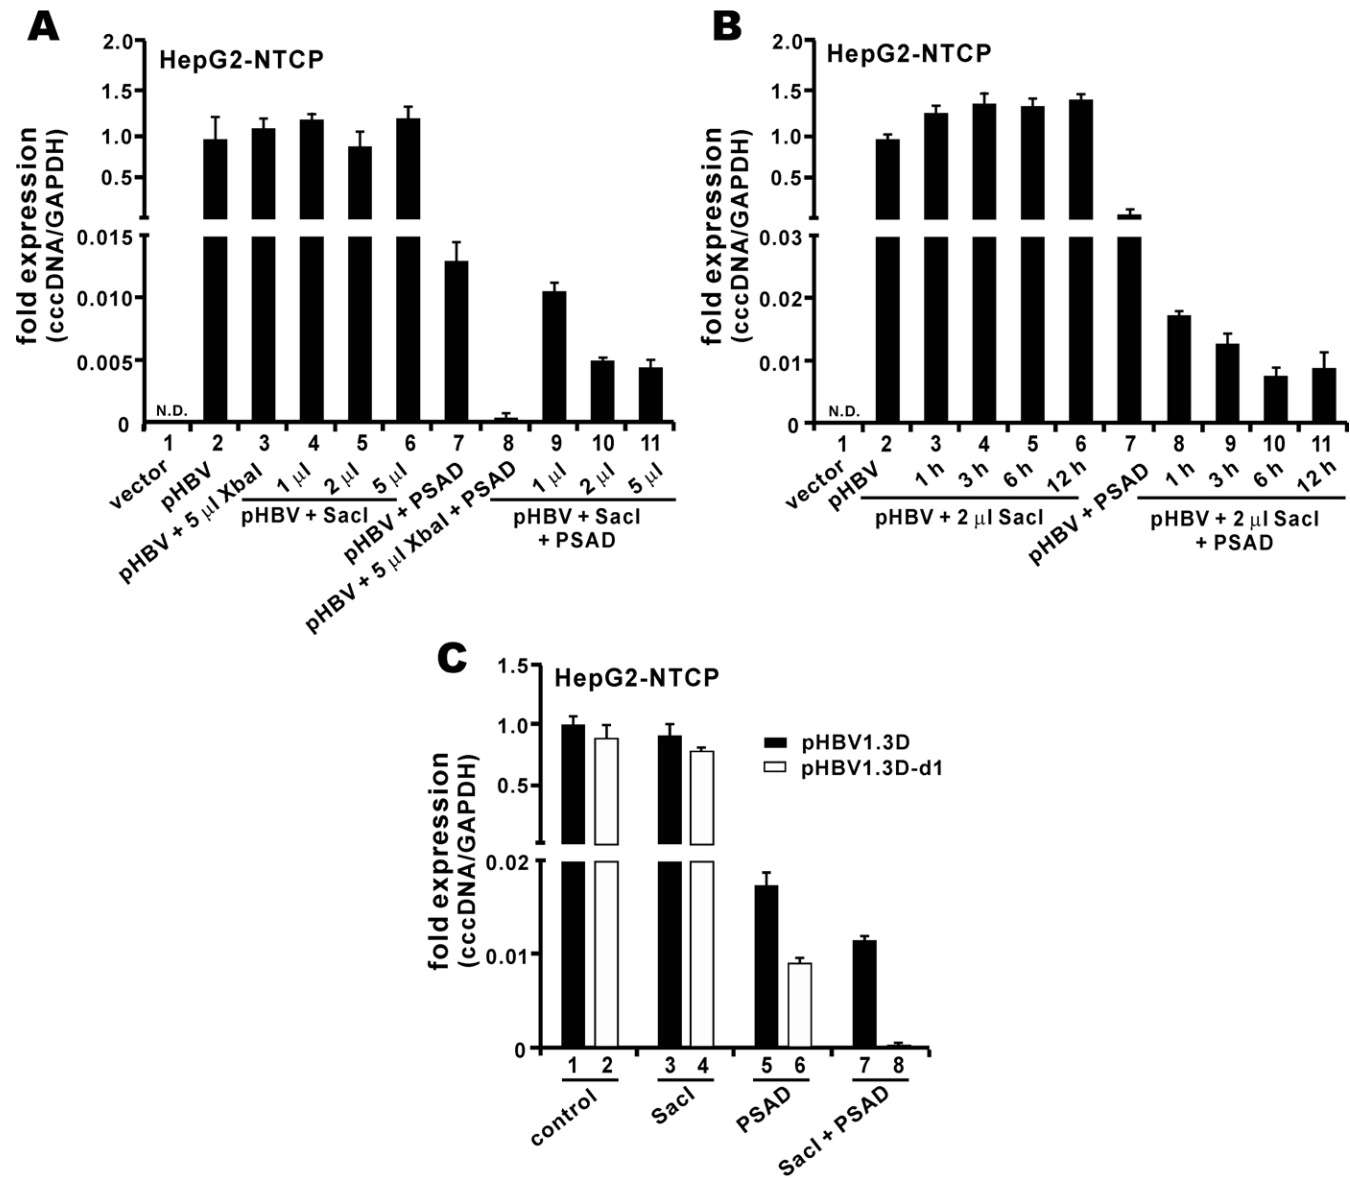 A
HepG2-NTCP
fold expression
(cccDNA/GAPDH)
2.0
1.5
1.0
0.5
0.015
0.010
0.005
0
N.D.
1 2 3 4 5 6 7 8 9 10 11
vector
pHBV
pHBV + 5 µl XbaI
1 µl
2 µl
5 µl
pHBV + SacI
pHBV + PSAD
pHBV + 5 µl XbaI + PSAD
1 µl
2 µl
5 µl
pHBV + SacI
+ PSAD
B
HepG2-NTCP
fold expression
(cccDNA/GAPDH)
2.0
1.5
1.0
0.5
0.03
0.02
0.01
0
N.D.
1 2 3 4 5 6 7 8 9 10 11
vector
pHBV
1 h
3 h
6 h
12 h
pHBV + 2 µl SacI
pHBV + PSAD
1 h
3 h
6 h
12 h
pHBV + 2 µl SacI
+ PSAD
C
HepG2-NTCP
fold expression
(cccDNA/GAPDH)
1.5
1.0
0.5
0.02
0.01
0
pHBV1.3D
pHBV1.3D-d1
1 2 3 4 5 6 7 8
control
SacI
PSAD
SacI + PSAD